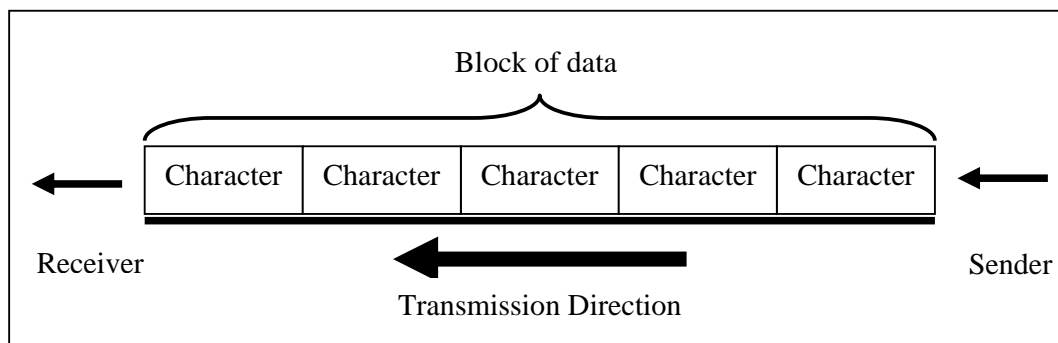 Block of data
Character Character Character Character Character
Receiver Sender
Transmission Direction